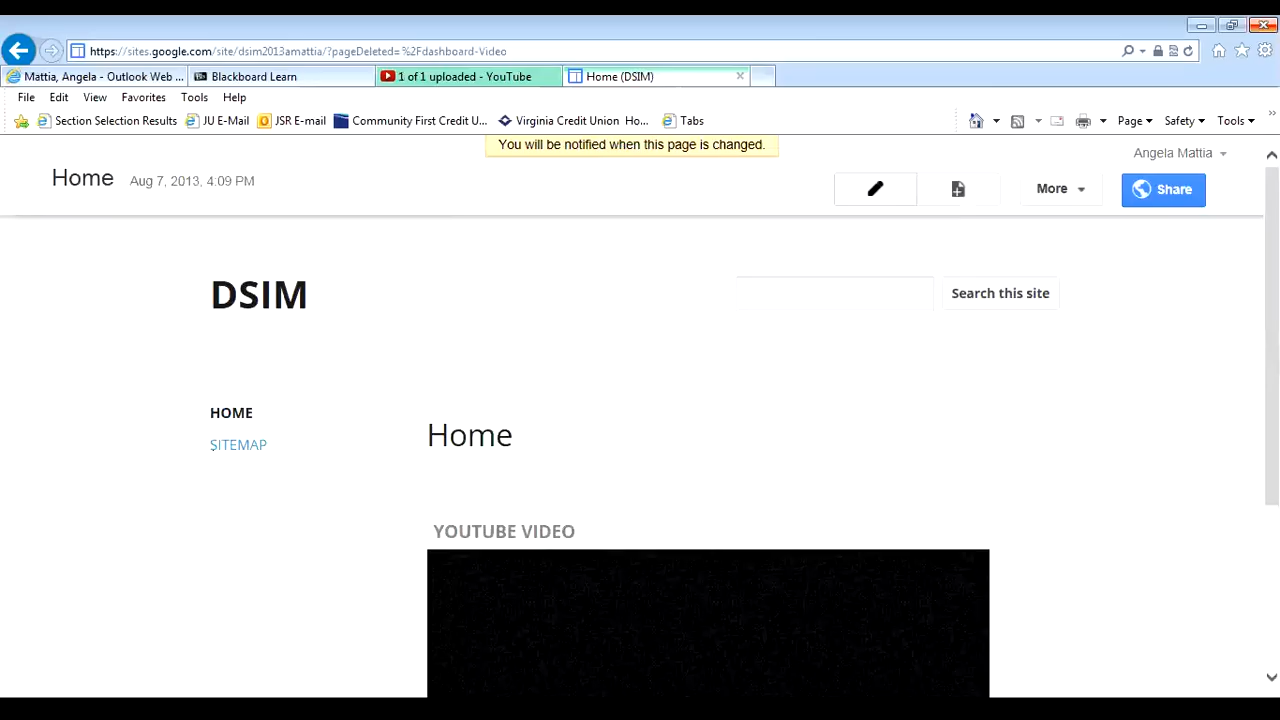 https://sites.google.com/site/dsim2013amattia/?pageDeleted=%2Fdashboard-Video
Mattia, Angela - Outlook Web ... Blackboard Learn 1 of 1 uploaded - YouTube Home (DSIM)
File Edit View Favorites Tools Help
Section Selection Results JU E-Mail JSR E-mail Community First Credit U... Virginia Credit Union Ho... Tabs Page Safety Tools
You will be notified when this page is changed.
Angela Mattia
Home Aug 7, 2013, 4:09 PM More Share
DSIM Search this site
HOME
Home
SITEMAP
YOUTUBE VIDEO